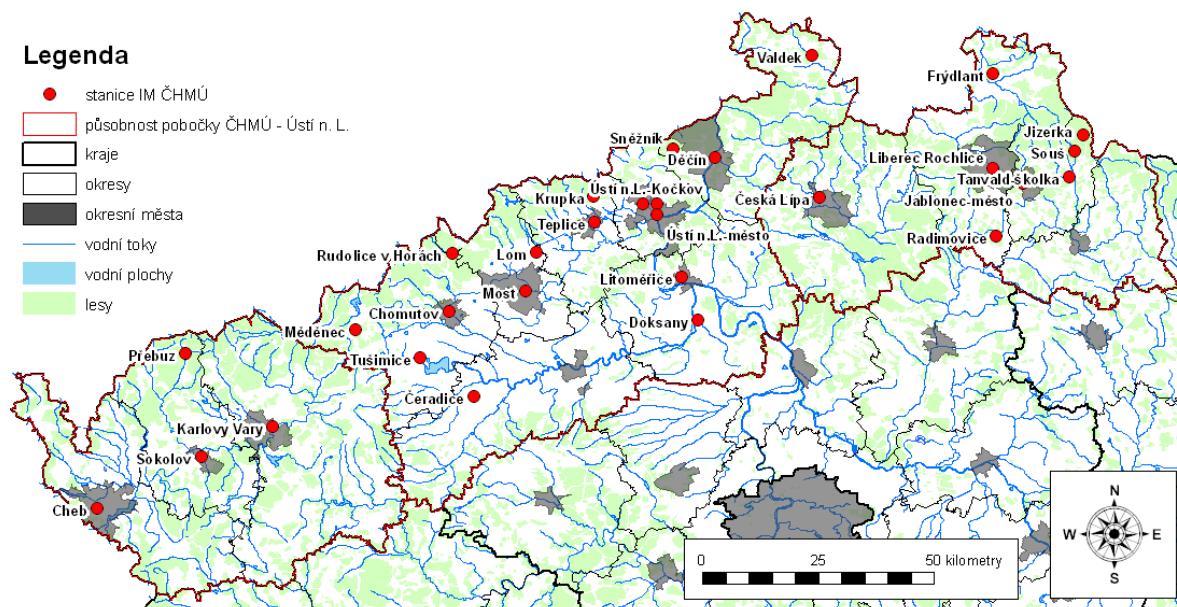 Legenda
stanice IM ČHMÚ
působnost pobočky ČHMÚ - Ústí n. L.
kraje
okresy
okresní města
vodní toky
vodní plochy
lesy
Valdek
Frýdlant
Sněžník
Děčín
Jizerka
Souš
Liberec Rochlice
Tanvald-školka
Jablonec-město
Ústí n.L.-Kočkov
Krupka
Česká Lípa
Teplice
Ústí n.L.-město
Radimovice
Rudolice v Horách
Lom
Litoměřice
Most
Chomutov
Doksany
Měděnec
Přebuz
Tušimice
Čeradice
Karlovy Vary
Sokolov
Cheb
0 25 50 kilometry
N
W E
S